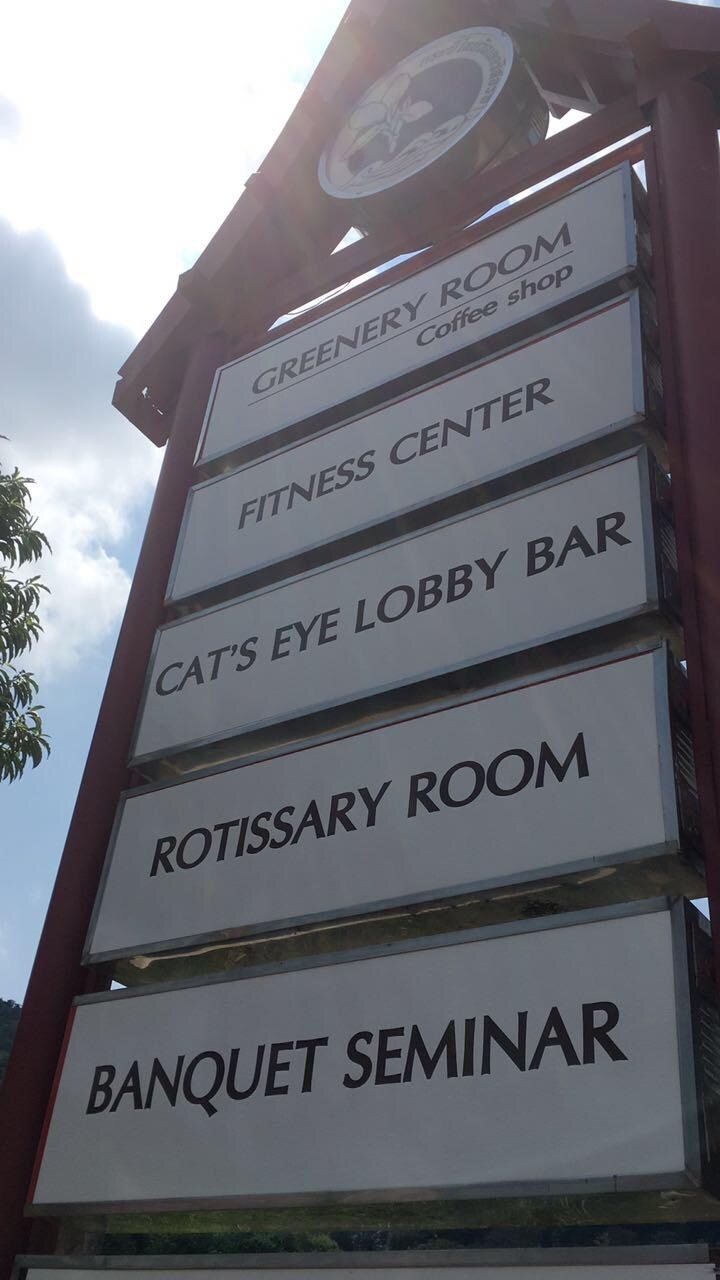 GREENERY ROOM
Coffee shop
FITNESS CENTER
CAT'S EYE LOBBY BAR
ROTISSARY ROOM
BANQUET SEMINAR